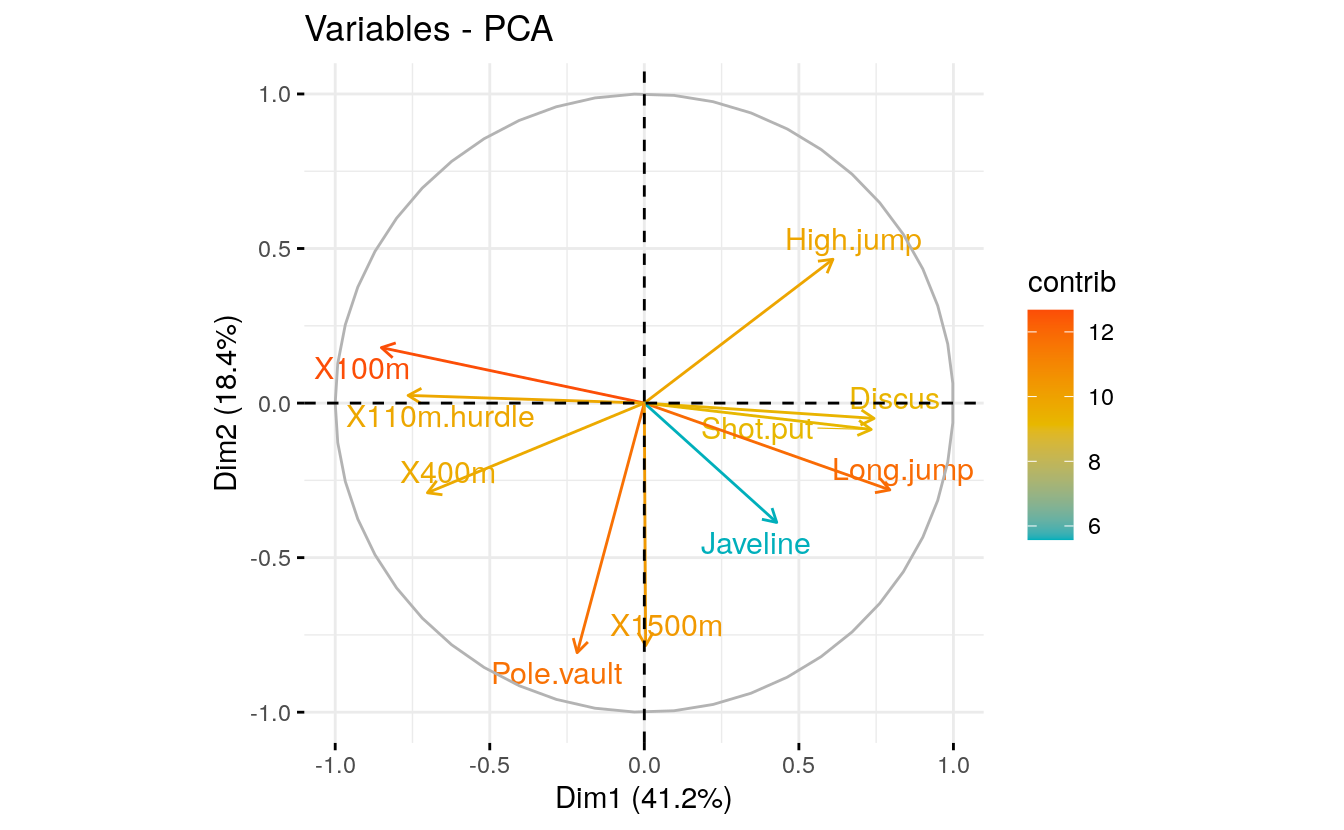 Variables - PCA
1.0
0.5
0.0
-0.5
-1.0
Dim2 (18.4%)
High.jump
X100m
Discus
X110m.hurdle
Shot.put
X400m
Long.jump
Javeline
X1500m
Pole.vault
-1.0
-0.5
0.0
0.5
1.0
Dim1 (41.2%)
contrib
12
10
8
6